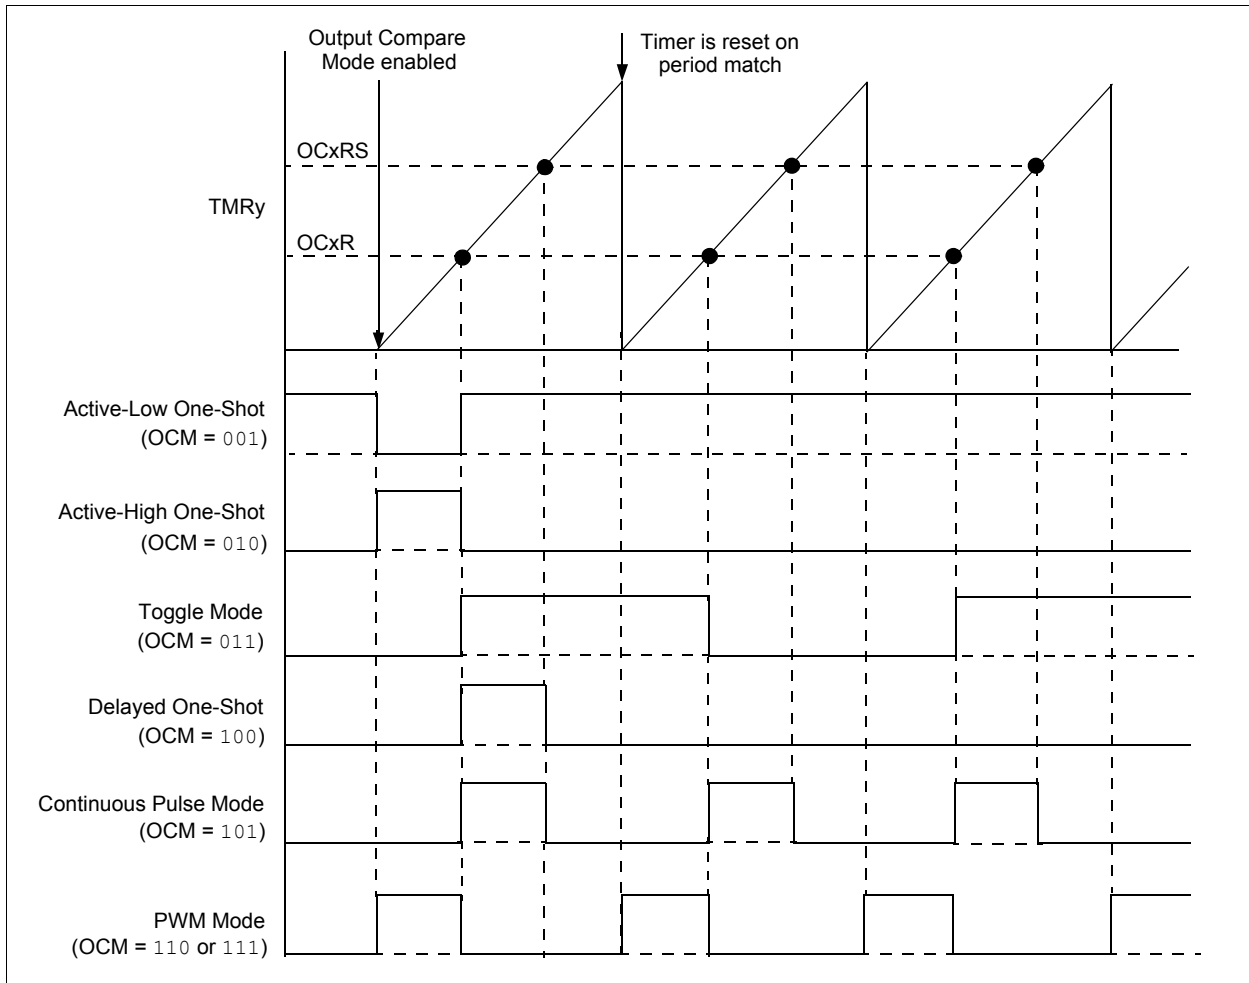 Output Compare
Mode enabled
Timer is reset on
period match
OCxRS
TMRy
OCxR
Active-Low One-Shot
(OCM = 001)
Active-High One-Shot
(OCM = 010)
Toggle Mode
(OCM = 011)
Delayed One-Shot
(OCM = 100)
Continuous Pulse Mode
(OCM = 101)
PWM Mode
(OCM = 110 or 111)